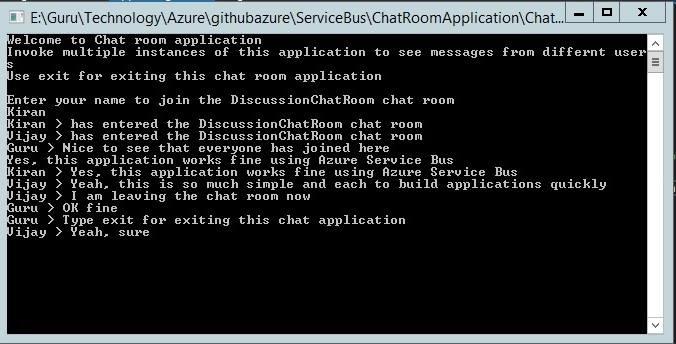 E:\Guru\Technology\Azure\githubazure\ServiceBus\ChatRoomApplication\Chat...
Welcome to Chat room application
Invoke multiple instances of this application to see messages from differnt user
s
Use exit for exiting this chat room application
Enter your name to join the DiscussionChatRoom chat room
Kiran
Kiran > has entered the DiscussionChatRoom chat room
Vijay > has entered the DiscussionChatRoom chat room
Guru > Nice to see that everyone has joined here
Yes, this application works fine using Azure Service Bus
Kiran > Yes, this application works fine using Azure Service Bus
Vijay > Yeah, this is so much simple and each to build applications quickly
Vijay > I am leaving the chat room now
Guru > OK fine
Guru > Type exit for exiting this chat application
Vijay > Yeah, sure